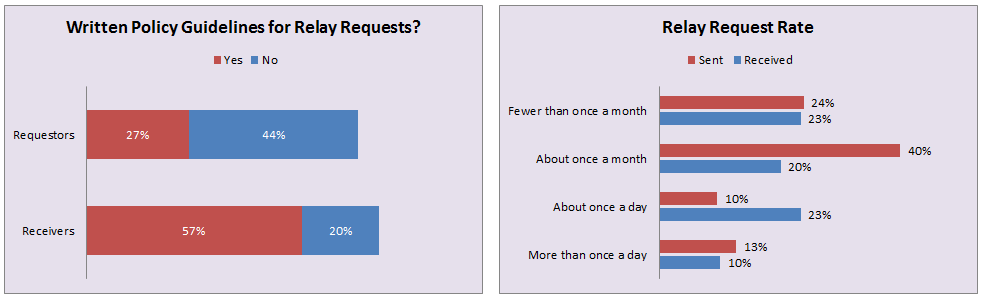 Written Policy Guidelines for Relay Requests?
Yes No
Requestors 27% 44%
Receivers 57% 20%
Relay Request Rate
Sent Received
Fewer than once a month 24%
23%
About once a month 40%
20%
About once a day 10%
23%
More than once a day 13%
10%